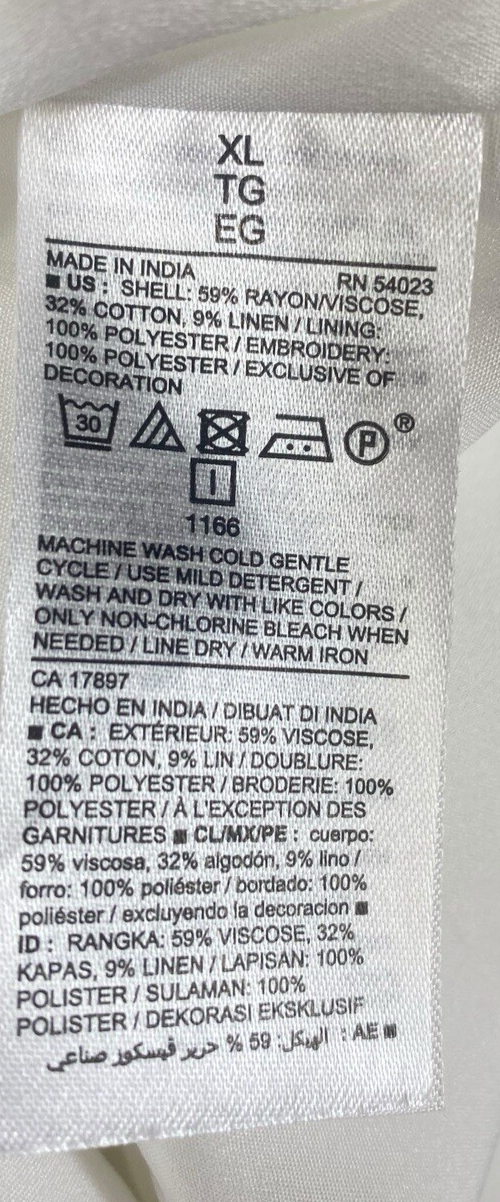 XL
TG
EG
MADE IN INDIA RN 54023
■ US : SHELL: 59% RAYON/VISCOSE,
32% COTTON, 9% LINEN / LINING:
100% POLYESTER / EMBROIDERY:
100% POLYESTER / EXCLUSIVE OF
DECORATION
30 P ®
1166
MACHINE WASH COLD GENTLE
CYCLE / USE MILD DETERGENT /
WASH AND DRY WITH LIKE COLORS /
ONLY NON-CHLORINE BLEACH WHEN
NEEDED / LINE DRY / WARM IRON
CA 17897
HECHO EN INDIA / DIBUAT DI INDIA
■ CA : EXTÉRIEUR: 59% VISCOSE,
32% COTON, 9% LIN / DOUBLURE:
100% POLYESTER / BRODERIE: 100%
POLYESTER / À L'EXCEPTION DES
GARNITURES ■ CL/MX/PE : cuerpo:
59% viscosa, 32% algodón, 9% lino /
forro: 100% poliéster / bordado: 100%
poliéster / excluyendo la decoracion ■
ID : RANGKA: 59% VISCOSE, 32%
KAPAS, 9% LINEN / LAPISAN: 100%
POLISTER / SULAMAN: 100%
POLISTER / DEKORASI EKSKLUSIF
■ AE : الهيكل: 59 % حرير فيسكوز صناعي